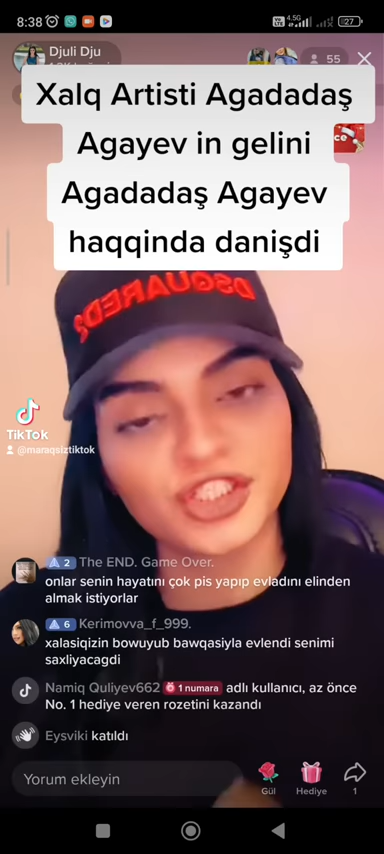 8:38
4.5G
27
Djuli Dju
55
Xalq Artisti Agadadaş
Agayev in gelini
Agadadaş Agayev
haqqinda danişdi
DSQUARED2
TikTok
@maraqsiztiktok
2 The END. Game Over.
onlar senin hayatını çok pis yapıp evladını elinden
almak istiyorlar
6 Kerimovva_f_999.
xalasiqizin bowuyub bawqasiyla evlendi senimi
saxliyacagdi
Namiq Quliyev662 1 numara adlı kullanıcı, az önce
No. 1 hediye veren rozetini kazandı
Eysviki katıldı
Yorum ekleyin
Gül
Hediye
1